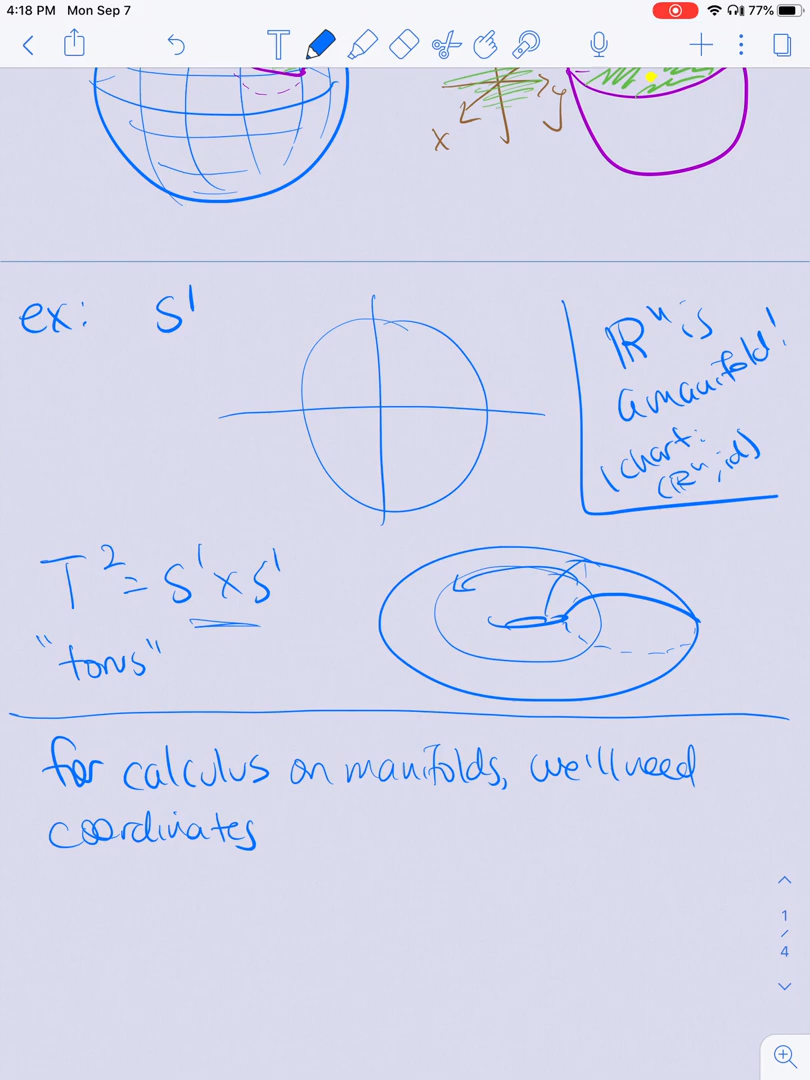 4:18 PM Mon Sep 7
77%
T
x
y
ex: S¹
ℝⁿ is
a manifold!
1 chart:
(ℝⁿ, id)
T² = S¹ x S¹
"torus"
for calculus on manifolds, we'll need
coordinates
1
/
4